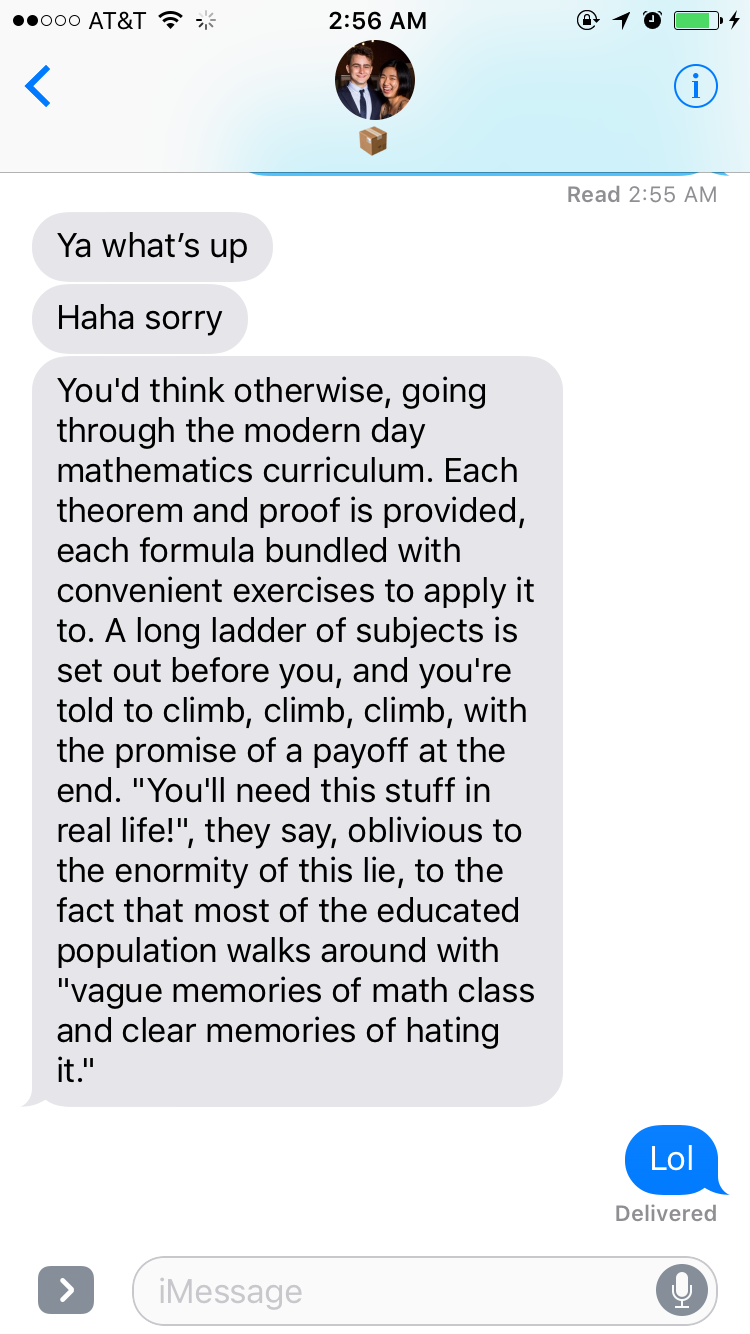 AT&T 2:56 AM
Read 2:55 AM
Ya what’s up
Haha sorry
You'd think otherwise, going
through the modern day
mathematics curriculum. Each
theorem and proof is provided,
each formula bundled with
convenient exercises to apply it
to. A long ladder of subjects is
set out before you, and you're
told to climb, climb, climb, with
the promise of a payoff at the
end. "You'll need this stuff in
real life!", they say, oblivious to
the enormity of this lie, to the
fact that most of the educated
population walks around with
"vague memories of math class
and clear memories of hating
it."
Lol
Delivered
iMessage